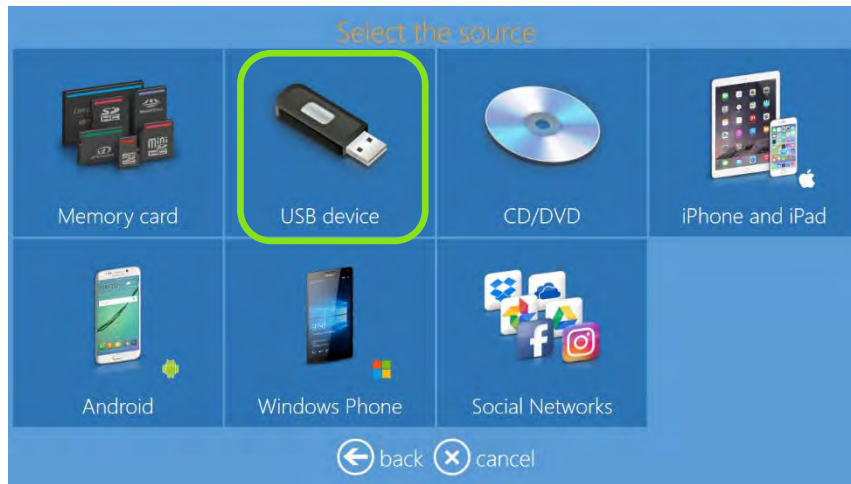 Select the source
Memory card
USB device
CD/DVD
iPhone and iPad
Android
Windows Phone
Social Networks
back
cancel